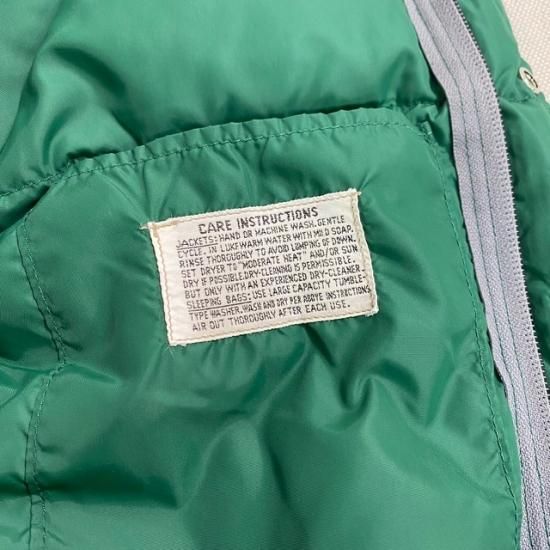 CARE INSTRUCTIONS
JACKETS: HAND OR MACHINE WASH. GENTLE
CYCLE. IN LUKEWARM WATER WITH MILD SOAP.
RINSE THOROUGHLY TO AVOID LUMPING OF DOWN.
SET DRYER TO "MODERATE HEAT" AND/OR SUN
DRY IF POSSIBLE. DRY-CLEANING IS PERMISSIBLE.
BUT ONLY WITH AN EXPERIENCED DRY-CLEANER.
SLEEPING BAGS: USE LARGE CAPACITY TUMBLE-
TYPE WASHER. WASH AND DRY PER ABOVE INSTRUCTIONS.
AIR OUT THOROUGHLY AFTER EACH USE.